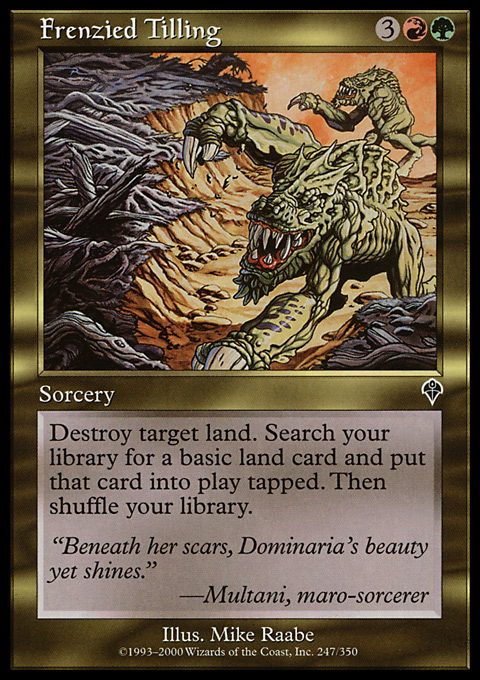 Frenzied Tilling 3
Sorcery
Destroy target land. Search your
library for a basic land card and put
that card into play tapped. Then
shuffle your library.
“Beneath her scars, Dominaria’s beauty
yet shines.”
—Multani, maro-sorcerer
Illus. Mike Raabe
©1993–2000 Wizards of the Coast, Inc. 247/350